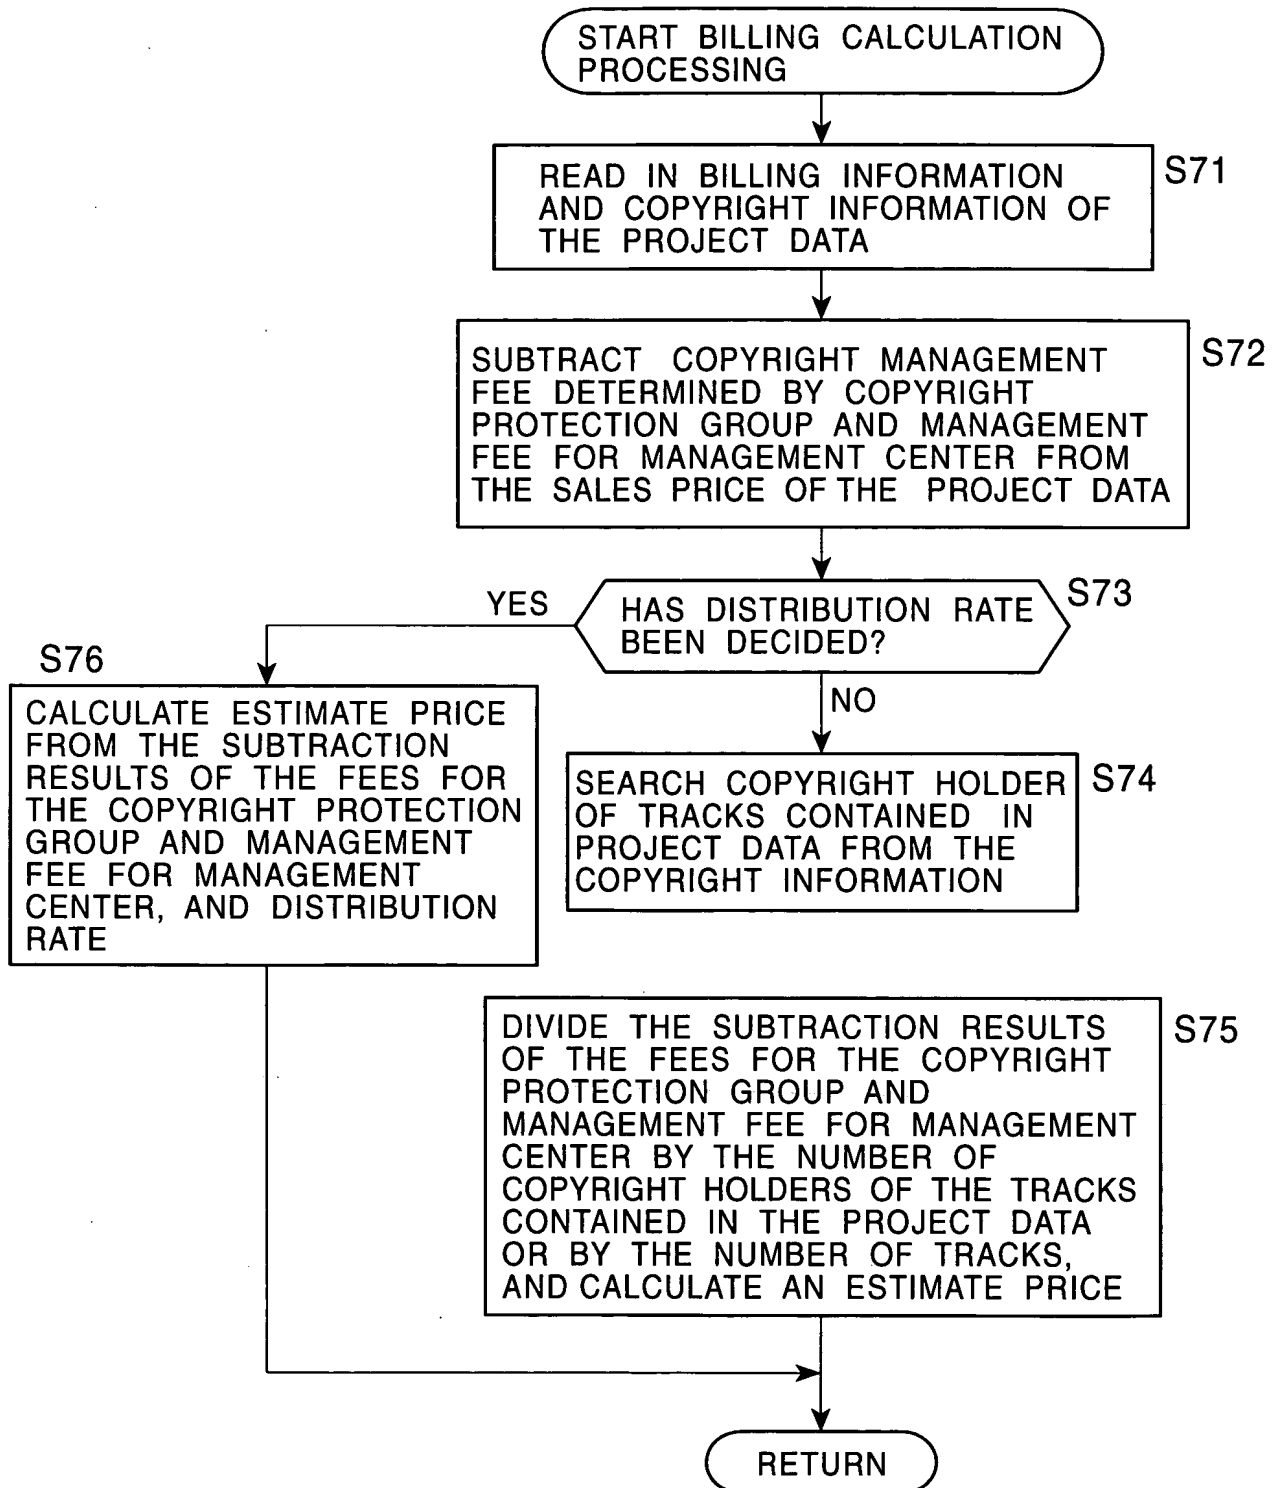 START BILLING CALCULATION
PROCESSING
S71
READ IN BILLING INFORMATION
AND COPYRIGHT INFORMATION OF
THE PROJECT DATA
S72
SUBTRACT COPYRIGHT MANAGEMENT
FEE DETERMINED BY COPYRIGHT
PROTECTION GROUP AND MANAGEMENT
FEE FOR MANAGEMENT CENTER FROM
THE SALES PRICE OF THE PROJECT DATA
S73
HAS DISTRIBUTION RATE
BEEN DECIDED?
YES
NO
S76
CALCULATE ESTIMATE PRICE
FROM THE SUBTRACTION
RESULTS OF THE FEES FOR
THE COPYRIGHT PROTECTION
GROUP AND MANAGEMENT
FEE FOR MANAGEMENT
CENTER, AND DISTRIBUTION
RATE
S74
SEARCH COPYRIGHT HOLDER
OF TRACKS CONTAINED IN
PROJECT DATA FROM THE
COPYRIGHT INFORMATION
S75
DIVIDE THE SUBTRACTION RESULTS
OF THE FEES FOR THE COPYRIGHT
PROTECTION GROUP AND
MANAGEMENT FEE FOR MANAGEMENT
CENTER BY THE NUMBER OF
COPYRIGHT HOLDERS OF THE TRACKS
CONTAINED IN THE PROJECT DATA
OR BY THE NUMBER OF TRACKS,
AND CALCULATE AN ESTIMATE PRICE
RETURN